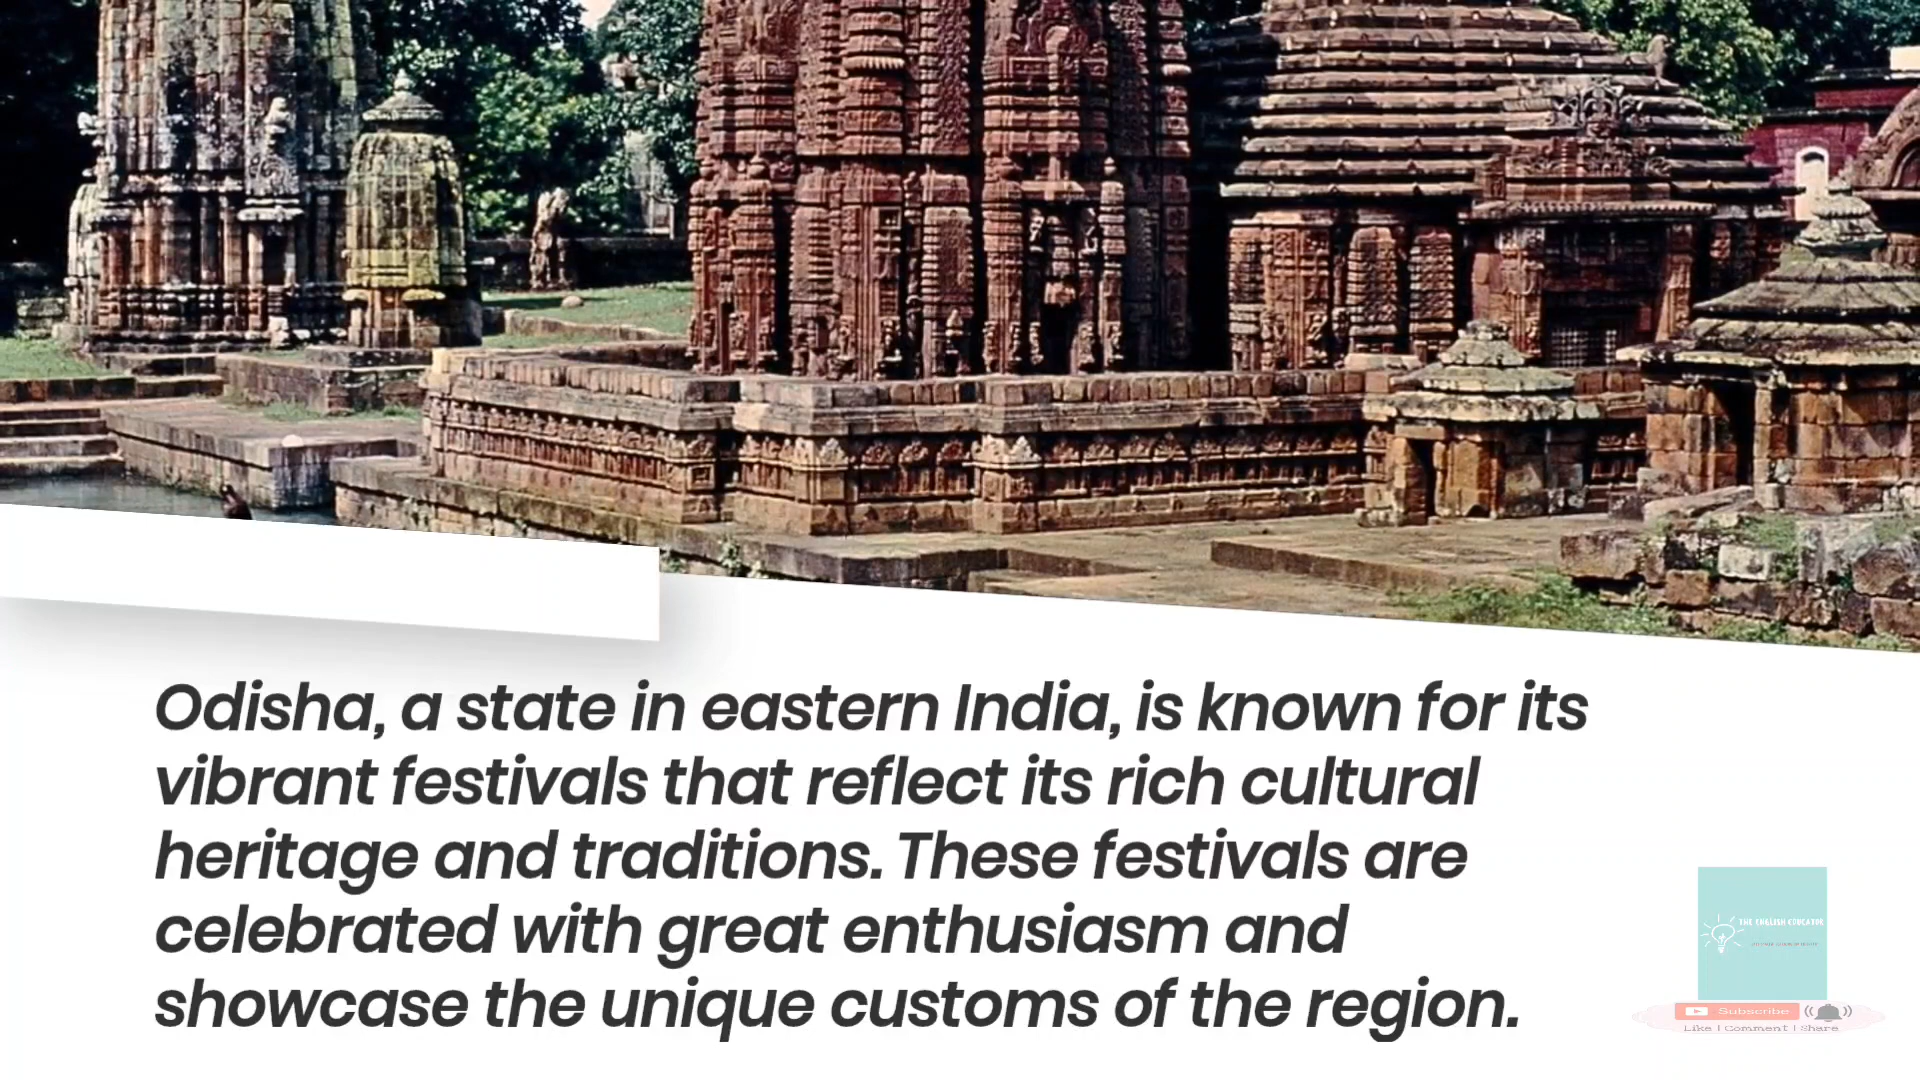 Odisha, a state in eastern India, is known for its
vibrant festivals that reflect its rich cultural
heritage and traditions. These festivals are
celebrated with great enthusiasm and
showcase the unique customs of the region.
THE ENGLISH EDUCATOR
Subscribe
Like | Comment | Share